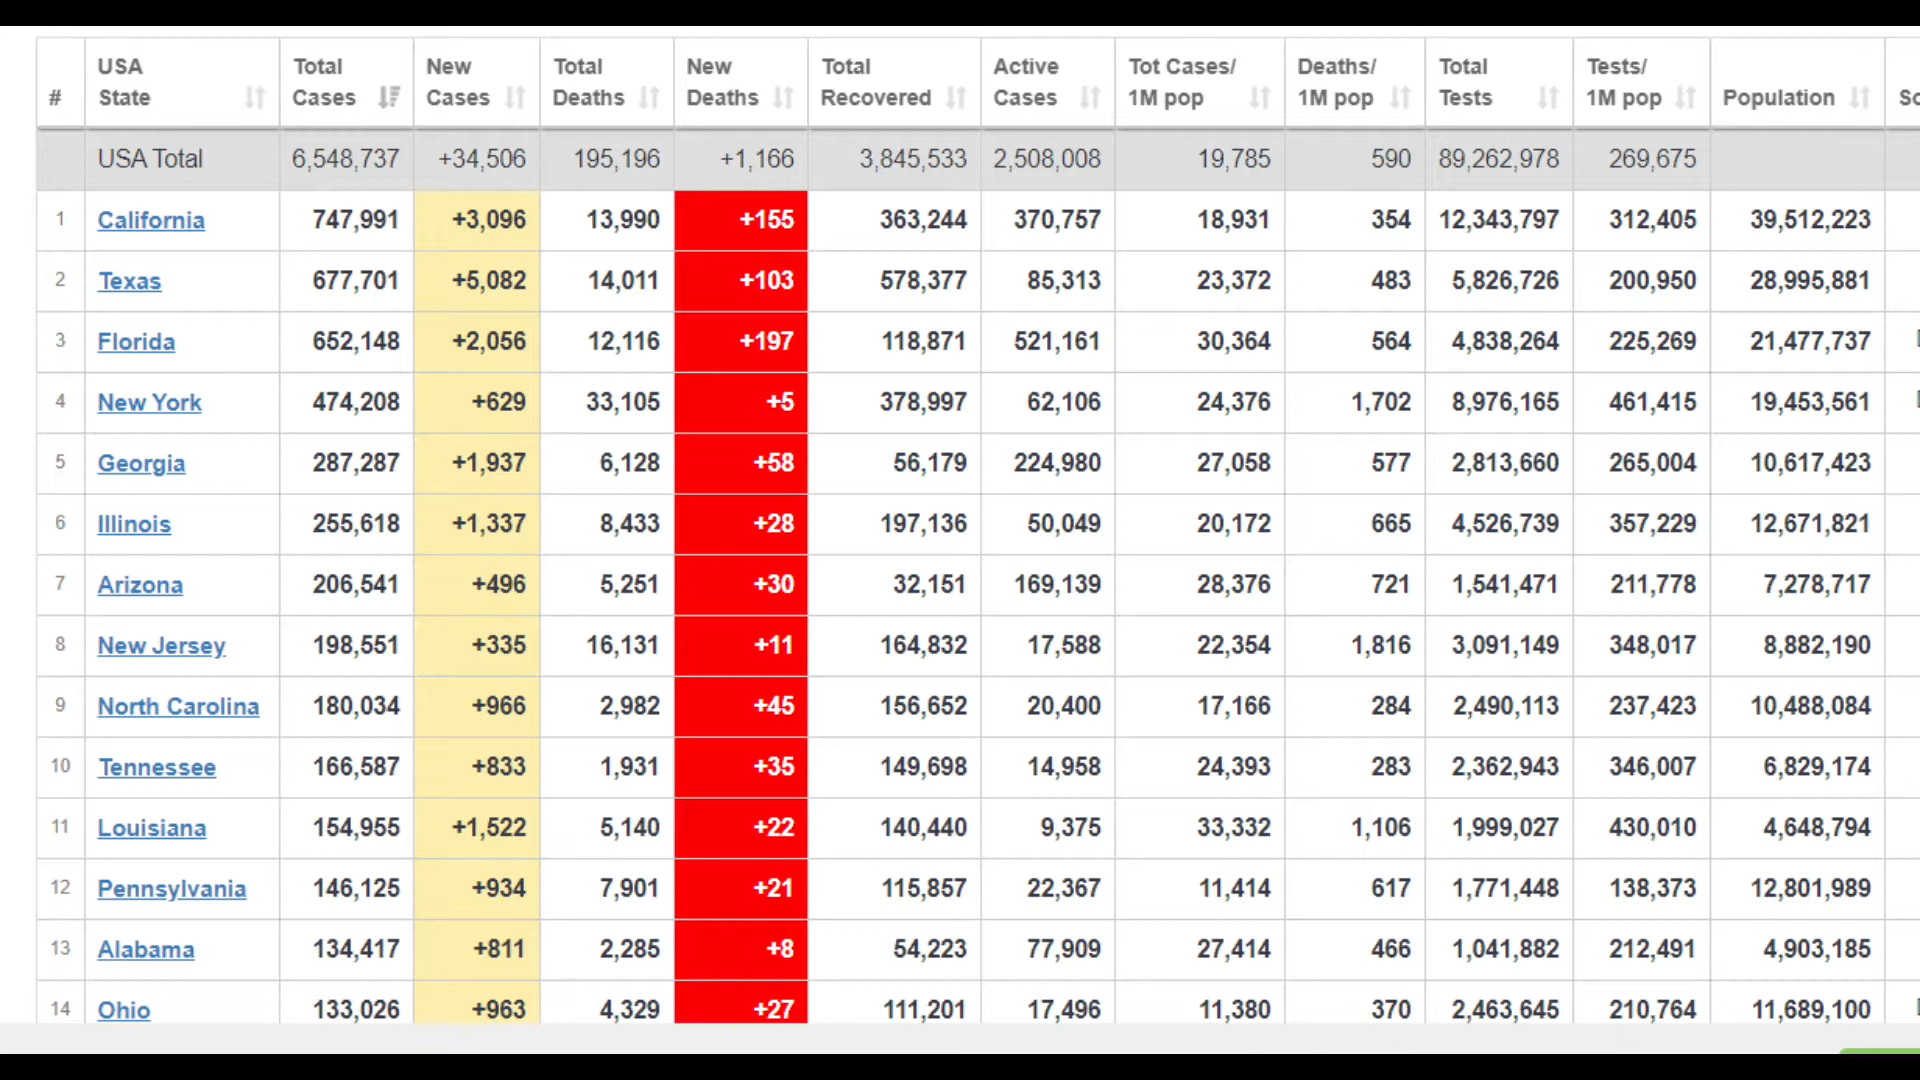 # USA State Total Cases New Cases Total Deaths New Deaths Total Recovered Active Cases Tot Cases/ 1M pop Deaths/ 1M pop Total Tests Tests/ 1M pop Population
USA Total 6,548,737 +34,506 195,196 +1,166 3,845,533 2,508,008 19,785 590 89,262,978 269,675
1 California 747,991 +3,096 13,990 +155 363,244 370,757 18,931 354 12,343,797 312,405 39,512,223
2 Texas 677,701 +5,082 14,011 +103 578,377 85,313 23,372 483 5,826,726 200,950 28,995,881
3 Florida 652,148 +2,056 12,116 +197 118,871 521,161 30,364 564 4,838,264 225,269 21,477,737
4 New York 474,208 +629 33,105 +5 378,997 62,106 24,376 1,702 8,976,165 461,415 19,453,561
5 Georgia 287,287 +1,937 6,128 +58 56,179 224,980 27,058 577 2,813,660 265,004 10,617,423
6 Illinois 255,618 +1,337 8,433 +28 197,136 50,049 20,172 665 4,526,739 357,229 12,671,821
7 Arizona 206,541 +496 5,251 +30 32,151 169,139 28,376 721 1,541,471 211,778 7,278,717
8 New Jersey 198,551 +335 16,131 +11 164,832 17,588 22,354 1,816 3,091,149 348,017 8,882,190
9 North Carolina 180,034 +966 2,982 +45 156,652 20,400 17,166 284 2,490,113 237,423 10,488,084
10 Tennessee 166,587 +833 1,931 +35 149,698 14,958 24,393 283 2,362,943 346,007 6,829,174
11 Louisiana 154,955 +1,522 5,140 +22 140,440 9,375 33,332 1,106 1,999,027 430,010 4,648,794
12 Pennsylvania 146,125 +934 7,901 +21 115,857 22,367 11,414 617 1,771,448 138,373 12,801,989
13 Alabama 134,417 +811 2,285 +8 54,223 77,909 27,414 466 1,041,882 212,491 4,903,185
14 Ohio 133,026 +963 4,329 +27 111,201 17,496 11,380 370 2,463,645 210,764 11,689,100